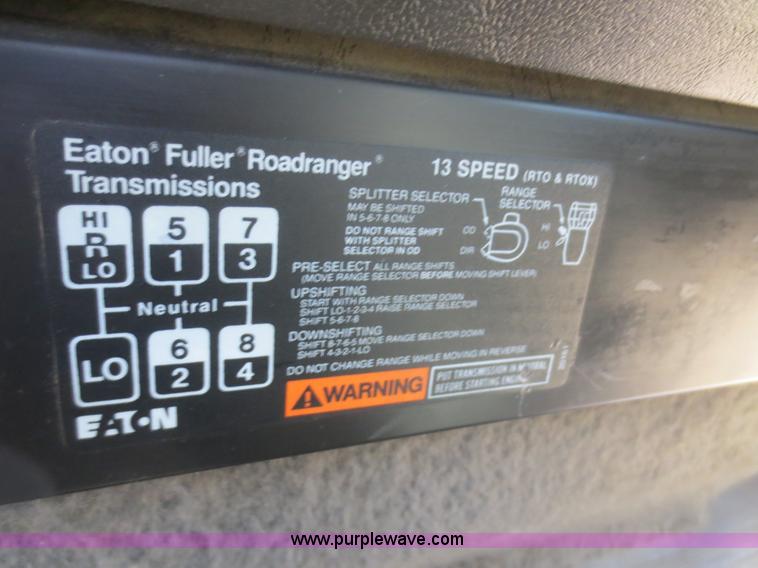 Eaton® Fuller® Roadranger®
Transmissions
13 SPEED (RTO & RTOX)
HI
R
LO
5
1
7
3
Neutral
LO
6
2
8
4
EATON
SPLITTER SELECTOR
MAY BE SHIFTED
IN 5-6-7-8 ONLY
DO NOT RANGE SHIFT
WITH SPLITTER
SELECTOR IN OD
OD
DIR
RANGE
SELECTOR
HI
LO
PRE-SELECT ALL RANGE SHIFTS
(MOVE RANGE SELECTOR BEFORE MOVING SHIFT LEVER)
UPSHIFTING
START WITH RANGE SELECTOR DOWN
SHIFT LO-1-2-3-4 RAISE RANGE SELECTOR
SHIFT 5-6-7-8
DOWNSHIFTING
SHIFT 8-7-6-5 MOVE RANGE SELECTOR DOWN
SHIFT 4-3-2-1-LO
DO NOT CHANGE RANGE WHILE MOVING IN REVERSE
WARNING
PUT TRANSMISSION IN NEUTRAL
BEFORE STARTING ENGINE
www.purplewave.com